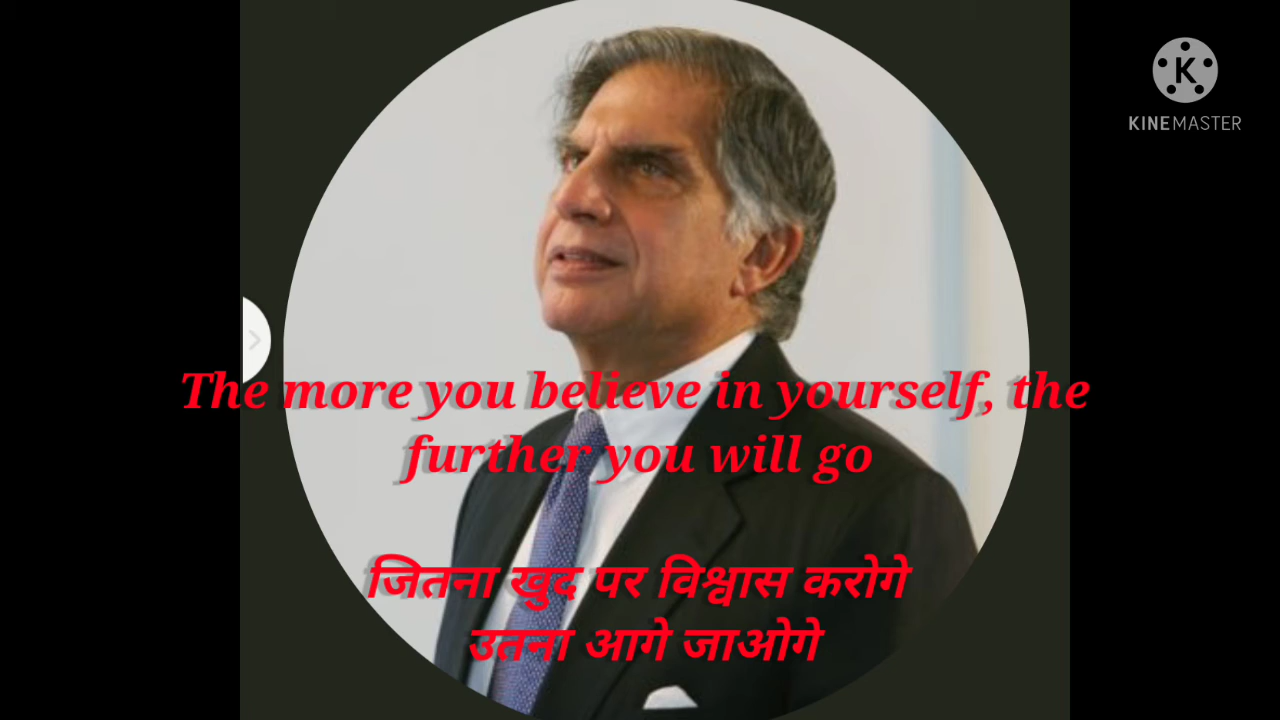 KINEMASTER
The more you believe in yourself, the
further you will go
जितना खुद पर विश्वास करोगे
उतना आगे जाओगे